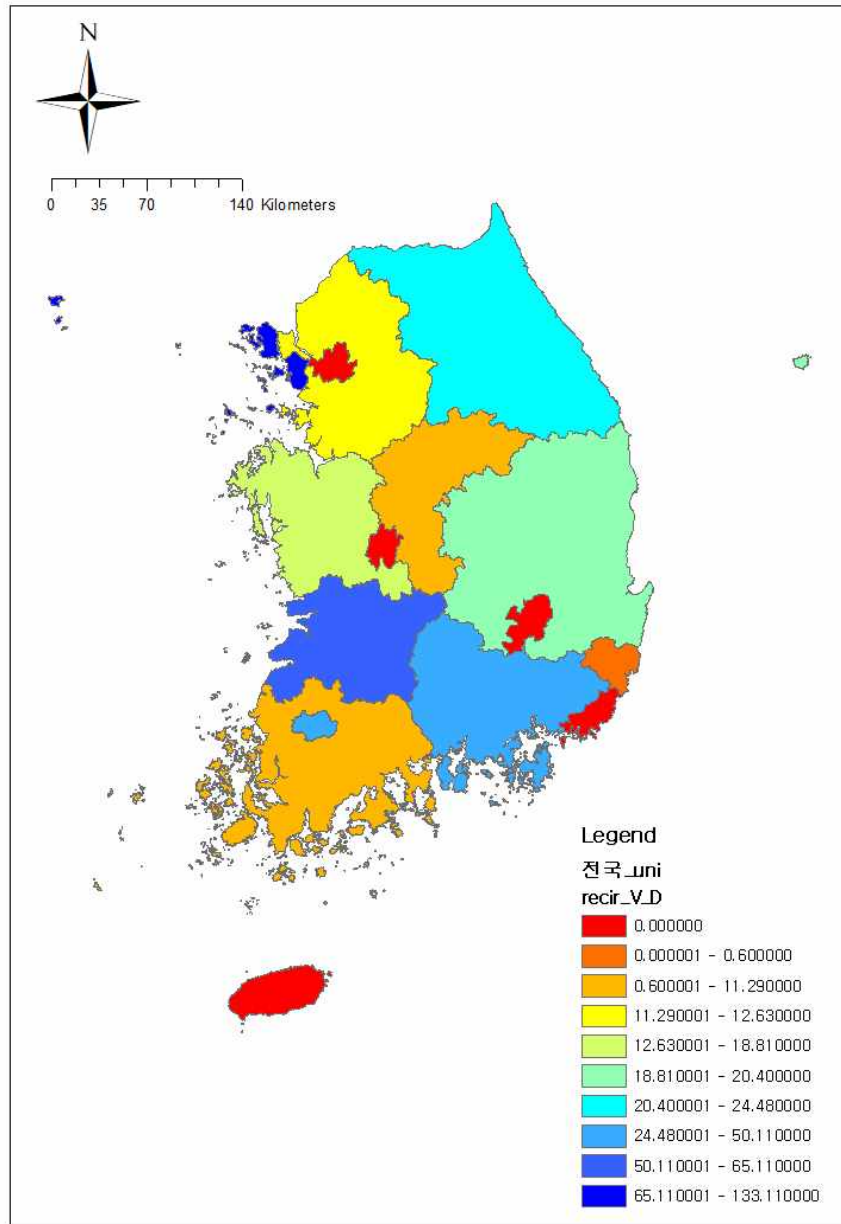 N
0 35 70 140 Kilometers
Legend
전국_uni
recir_V_D
0.000000
0.000001 - 0.600000
0.600001 - 11.290000
11.290001 - 12.630000
12.630001 - 18.810000
18.810001 - 20.400000
20.400001 - 24.480000
24.480001 - 50.110000
50.110001 - 65.110000
65.110001 - 133.110000